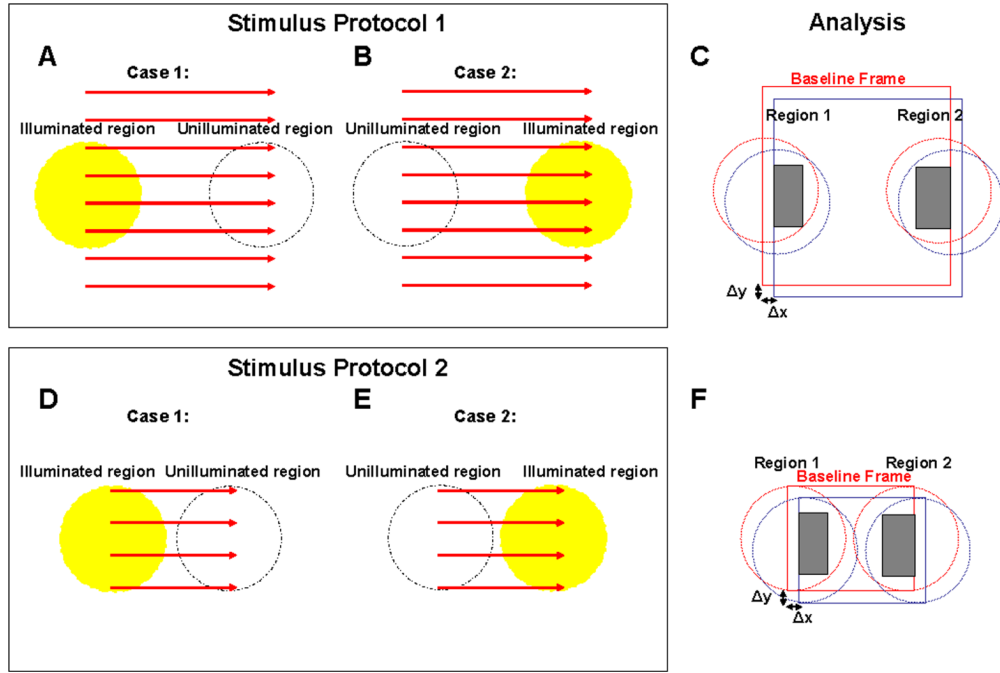 Stimulus Protocol 1
A
Case 1:
Illuminated region
Unilluminated region
B
Case 2:
Unilluminated region
Illuminated region
Analysis
C
Baseline Frame
Region 1
Region 2
Δy
Δx
Stimulus Protocol 2
D
Case 1:
Illuminated region
Unilluminated region
E
Case 2:
Unilluminated region
Illuminated region
F
Region 1
Region 2
Baseline Frame
Δy
Δx